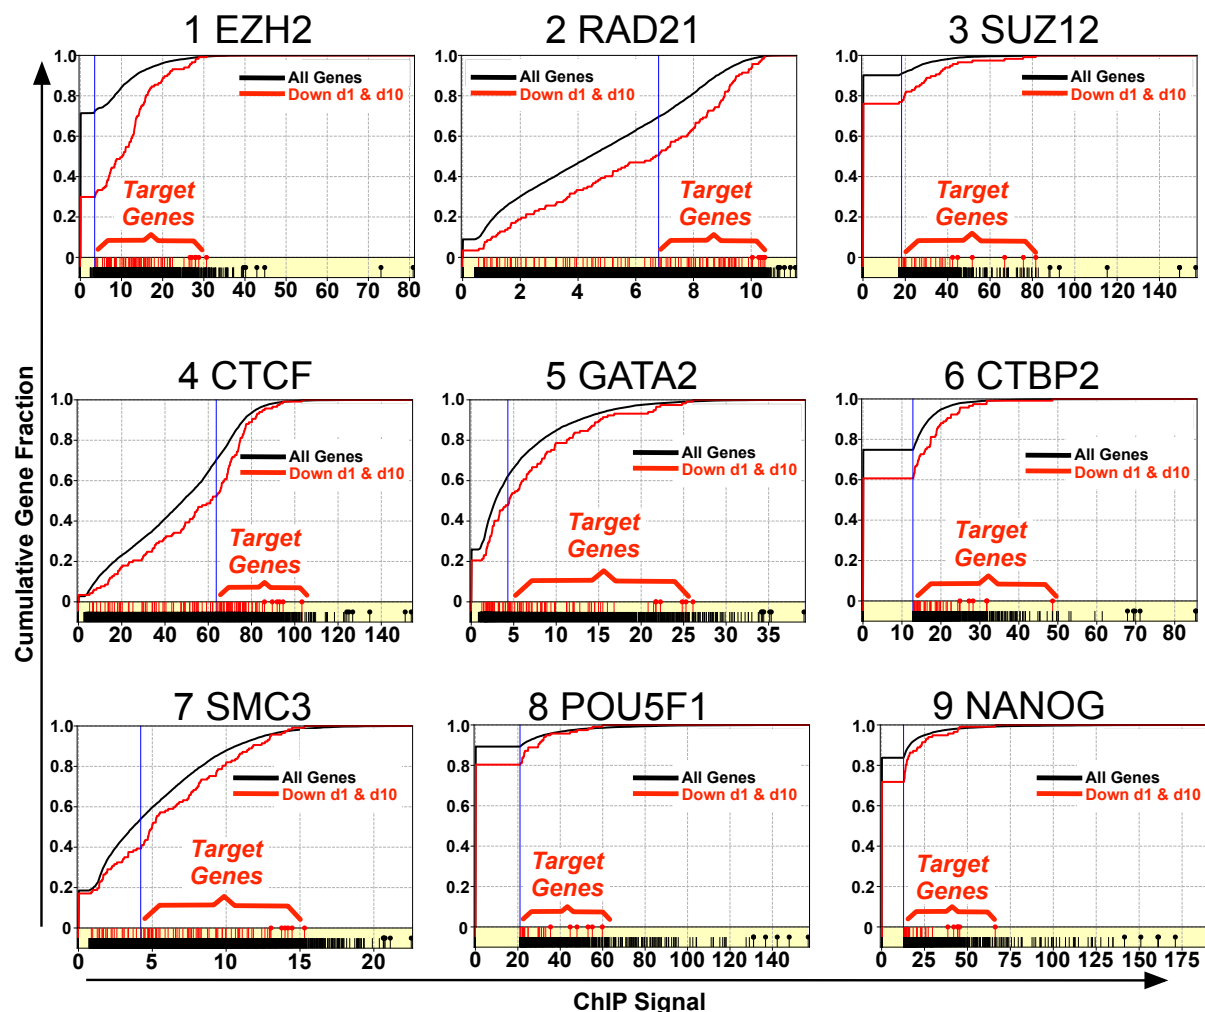 1 EZH2
2 RAD21
3 SUZ12
1.0
0.8
0.6
0.4
0.2
0
All Genes
Down d1 & d10
Target
Genes
0 10 20 30 40 50 60 70 80
1.0
0.8
0.6
0.4
0.2
0
All Genes
Down d1 & d10
Target
Genes
0 2 4 6 8 10
1.0
0.8
0.6
0.4
0.2
0
All Genes
Down d1 & d10
Target
Genes
0 20 40 60 80 100 120 140
4 CTCF
5 GATA2
6 CTBP2
1.0
0.8
0.6
0.4
0.2
0
All Genes
Down d1 & d10
Target
Genes
0 20 40 60 80 100 120 140
1.0
0.8
0.6
0.4
0.2
0
All Genes
Down d1 & d10
Target
Genes
0 5 10 15 20 25 30 35
1.0
0.8
0.6
0.4
0.2
0
All Genes
Down d1 & d10
Target
Genes
0 10 20 30 40 50 60 70 80
7 SMC3
8 POU5F1
9 NANOG
1.0
0.8
0.6
0.4
0.2
0
All Genes
Down d1 & d10
Target
Genes
0 5 10 15 20
1.0
0.8
0.6
0.4
0.2
0
All Genes
Down d1 & d10
Target
Genes
0 20 40 60 80 100 120 140
1.0
0.8
0.6
0.4
0.2
0
All Genes
Down d1 & d10
Target
Genes
0 25 50 75 100 125 150 175
Cumulative Gene Fraction
ChIP Signal